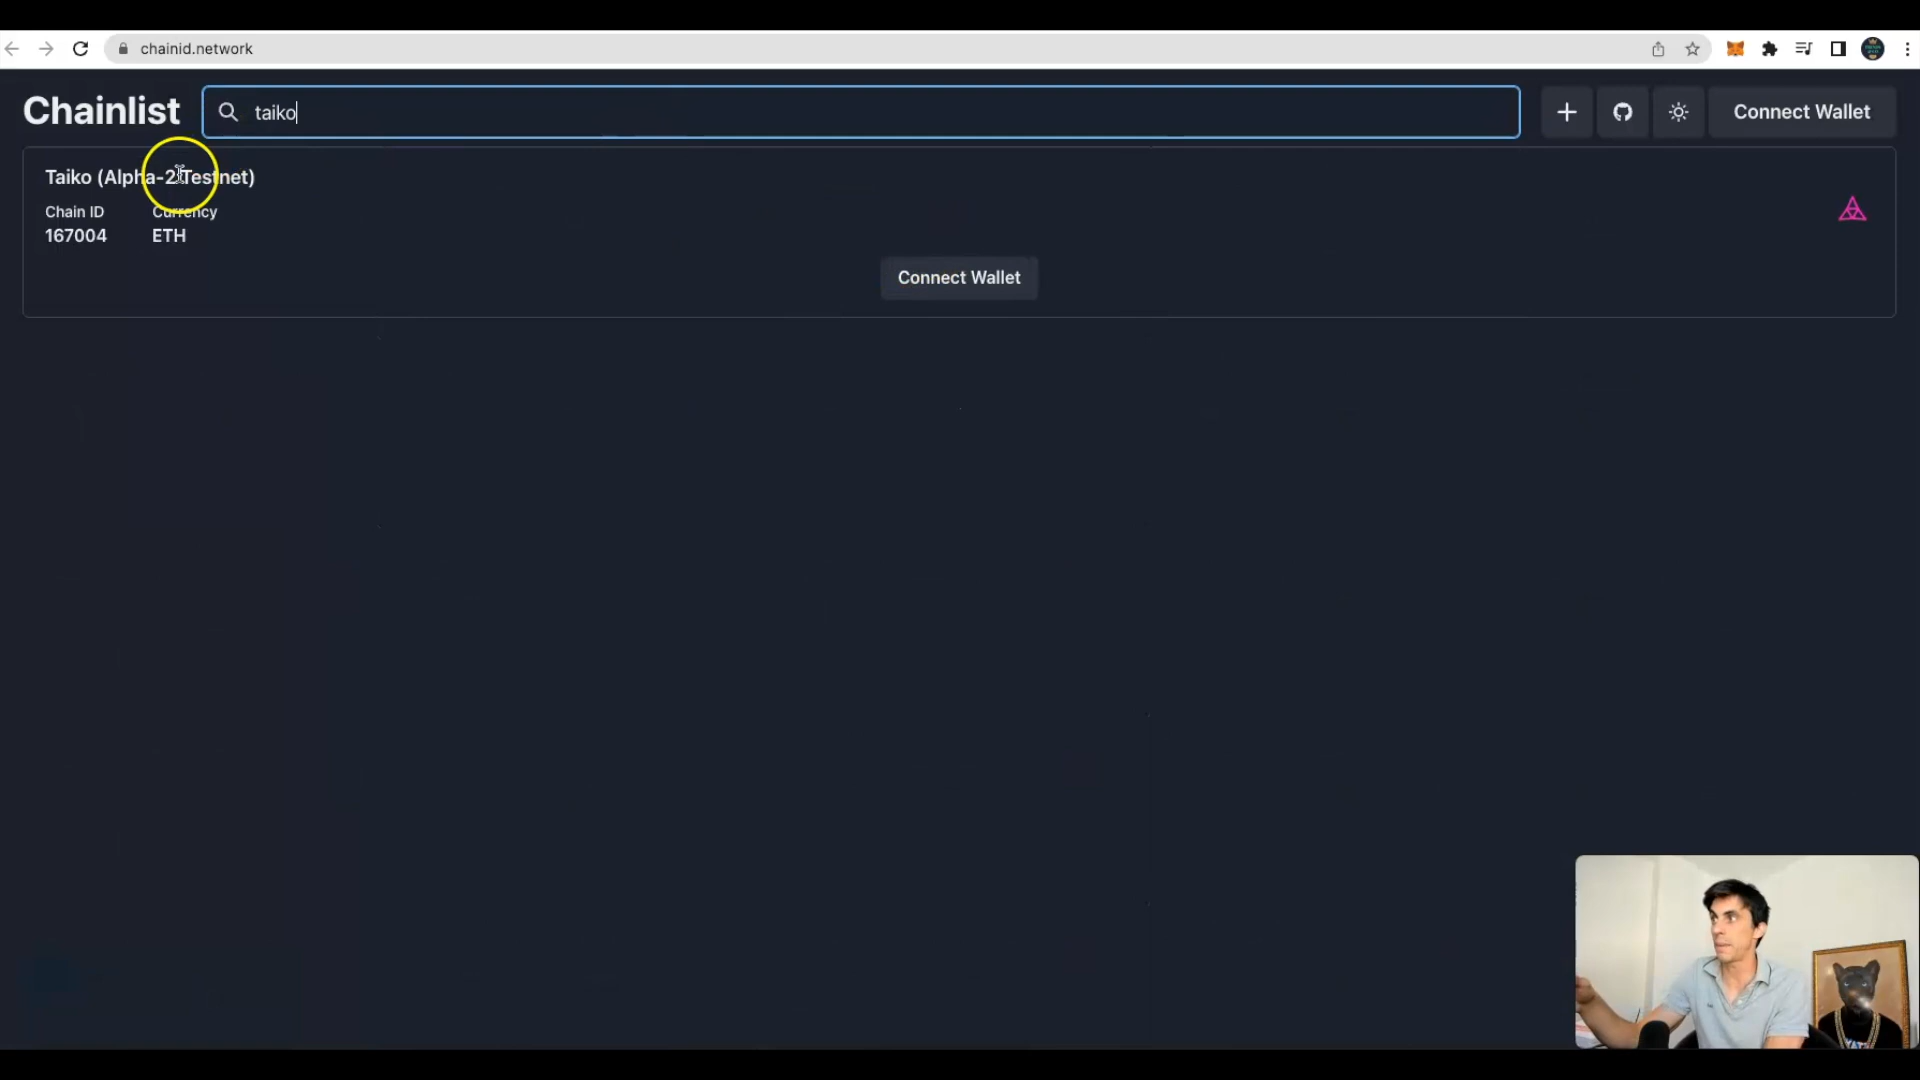 chainid.network
Chainlist
taiko
Connect Wallet
Taiko (Alpha-2 Testnet)
Chain ID Currency
167004 ETH
Connect Wallet